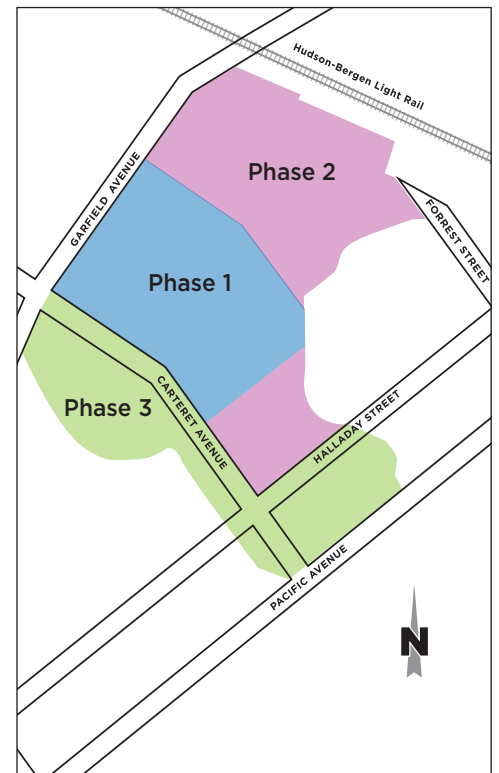 Hudson-Bergen Light Rail
GARFIELD AVENUE
Phase 2
FORREST STREET
Phase 1
Phase 3
CARTERET AVENUE
HALLADAY STREET
PACIFIC AVENUE
N